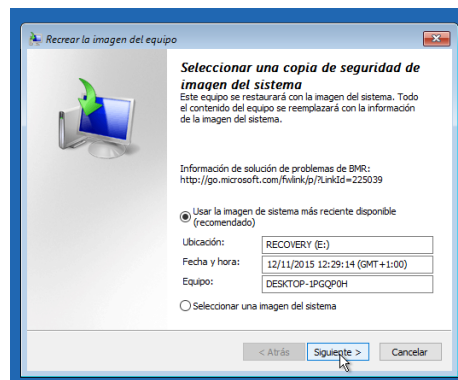 Recrear la imagen del equipo
Seleccionar una copia de seguridad de
imagen del sistema
Este equipo se restaurará con la imagen del sistema. Todo
el contenido del equipo se reemplazará con la información
de la imagen del sistema.
Información de solución de problemas de BMR:
http://go.microsoft.com/fwlink/p/?LinkId=225039
Usar la imagen de sistema más reciente disponible
(recomendado)
Ubicación: RECOVERY (E:)
Fecha y hora: 12/11/2015 12:29:14 (GMT+1:00)
Equipo: DESKTOP-1PGQP0H
Seleccionar una imagen del sistema
< Atrás Siguiente > Cancelar